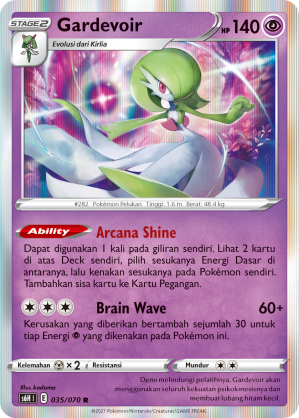 STAGE2
Gardevoir
HP 140
Evolusi dari Kirlia
#282 Pokémon Pelukan Tinggi: 1.6 m Berat: 48.4 kg
Ability Arcana Shine
Dapat digunakan 1 kali pada giliran sendiri. Lihat 2 kartu
di atas Deck sendiri, pilih sesukanya Energi Dasar di
antaranya, lalu kenakan sesukanya pada Pokémon sendiri.
Tambahkan sisa kartu ke Kartu Pegangan.
Brain Wave 60+
Kerusakan yang diberikan bertambah sejumlah 30 untuk
tiap Energi yang dikenakan pada Pokémon ini.
Kelemahan ×2 Resistansi Mundur
Ilus. kodama
S6H I E 035/070 R
Demi melindungi pelatihnya, Gardevoir akan
menggunakan seluruh kekuatan psikokinesisnya dan
membuat lubang hitam kecil.
©2021 Pokémon/Nintendo/Creatures/GAME FREAK.